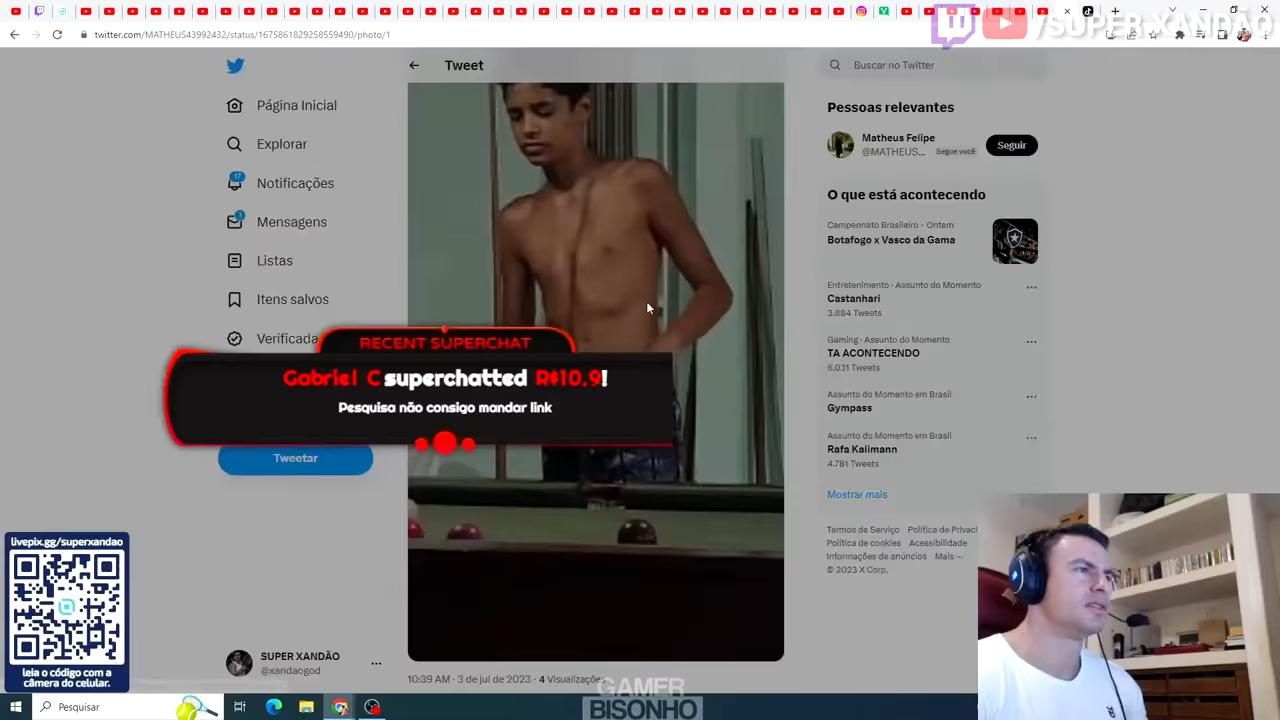 /SUPER XANDÃO
twitter.com/MATHEUS43992432/
Tweet
Buscar no Twitter
Página Inicial
Explorar
17
Notificações
1
Mensagens
Listas
Itens salvos
Verificada
Tweetar
Pessoas relevantes
Matheus Felipe
@MATHEUS... Segue você
Seguir
O que está acontecendo
Campeonato Brasileiro · Ontem
Botafogo x Vasco da Gama
Entretenimento · Assunto do Momento
Castanhari
3.884 Tweets
Gaming · Assunto do Momento
TA ACONTECENDO
6.031 Tweets
Assunto do Momento em Brasil
Gympass
Assunto do Momento em Brasil
Rafa Kalimann
4.781 Tweets
Mostrar mais
Termos de Serviço Política de Privaci
Política de cookies Acessibilidade
Informações de anúncios Mais ···
© 2023 X Corp.
RECENT SUPERCHAT
Gabriel C superchatted R$10.9!
Pesquisa não consigo mandar link
livepix.gg/superxandao
leia o código com a
câmera do celular.
SUPER XANDÃO
@xandaogod
10:39 AM · 3 de jul de 2023 · 4 Visualizações
GAMER
BISONHO
Pesquisar